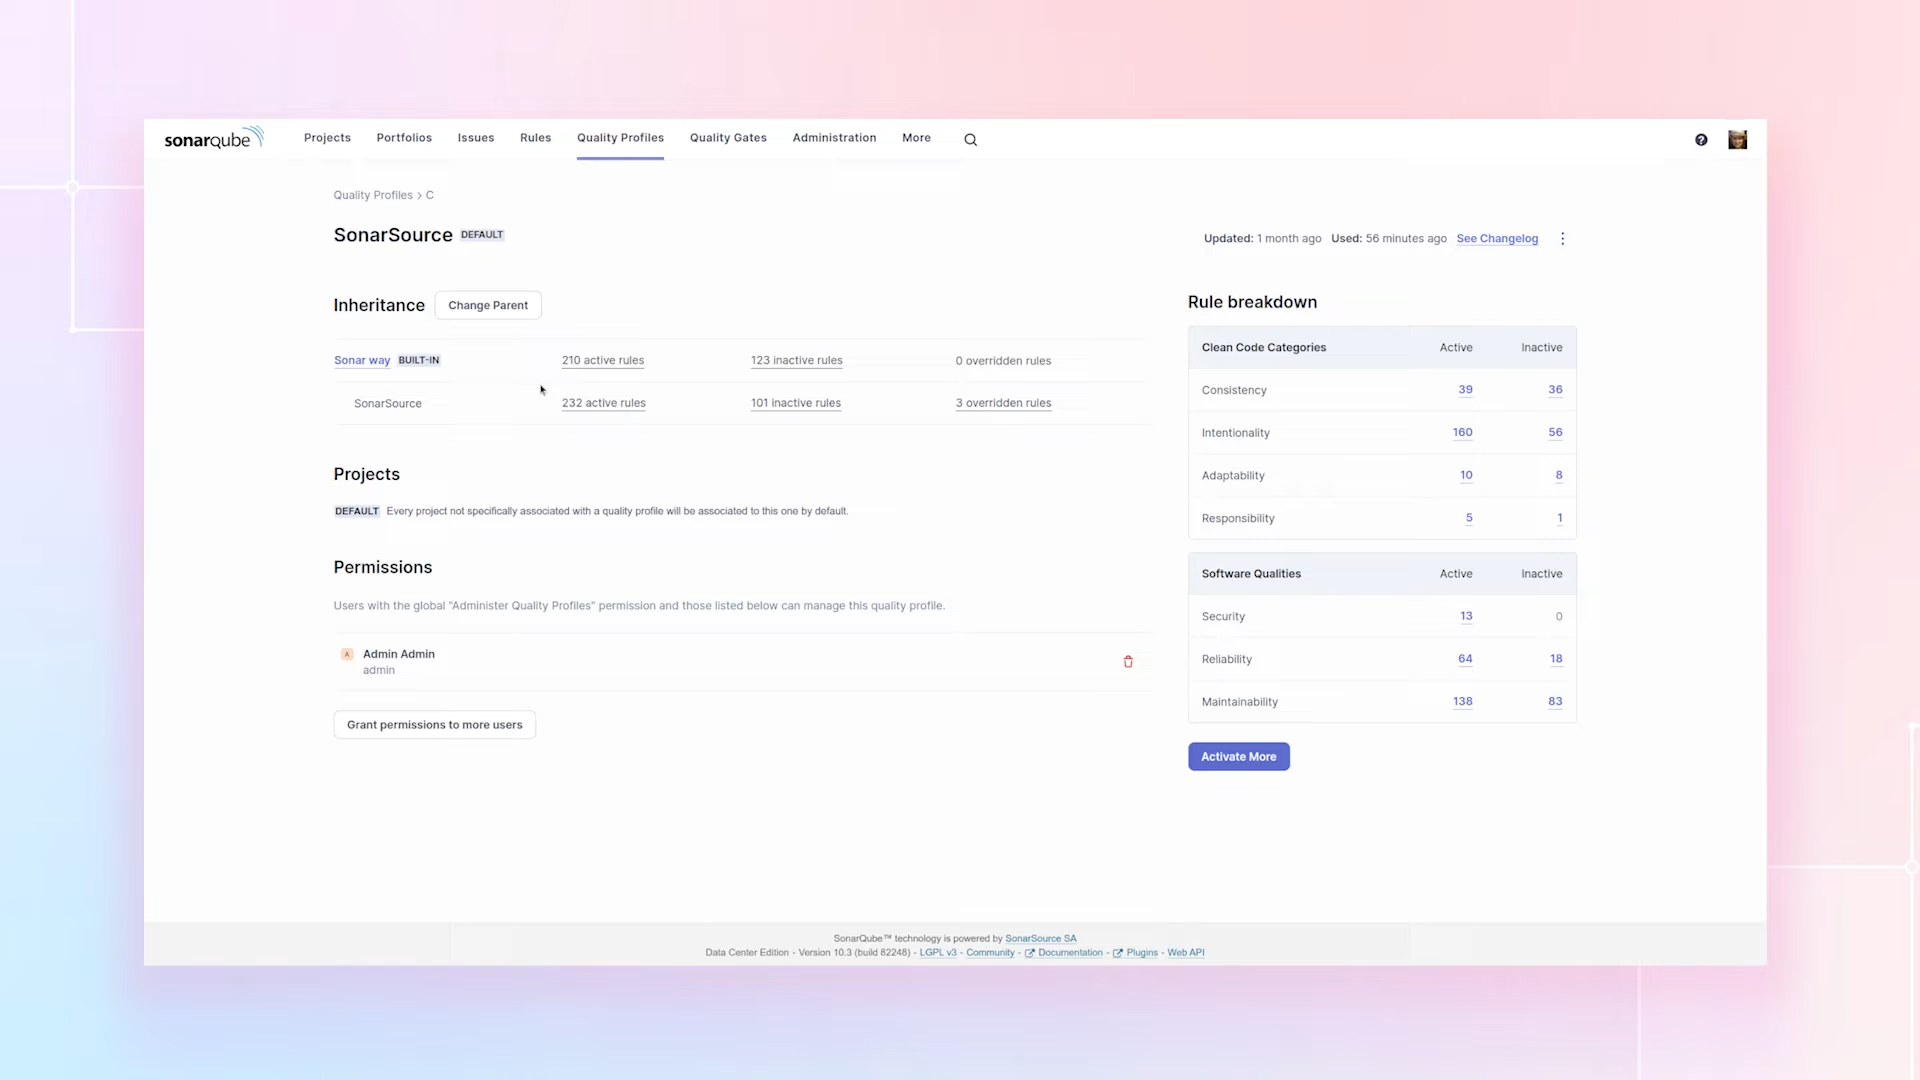 sonarqube Projects Portfolios Issues Rules Quality Profiles Quality Gates Administration More
Quality Profiles > C
SonarSource DEFAULT
Updated: 1 month ago Used: 56 minutes ago See Changelog
Inheritance Change Parent
Sonar way BUILT-IN 210 active rules 123 inactive rules 0 overridden rules
SonarSource 232 active rules 101 inactive rules 3 overridden rules
Projects
DEFAULT Every project not specifically associated with a quality profile will be associated to this one by default.
Permissions
Users with the global "Administer Quality Profiles" permission and those listed below can manage this quality profile.
A Admin Admin
admin
Grant permissions to more users
Rule breakdown
Clean Code Categories Active Inactive
Consistency 39 36
Intentionality 160 56
Adaptability 10 8
Responsibility 5 1
Software Qualities Active Inactive
Security 13 0
Reliability 64 18
Maintainability 138 83
Activate More
SonarQube™ technology is powered by SonarSource SA
Data Center Edition - Version 10.3 (build 82248) - LGPL v3 - Community - Documentation - Plugins - Web API